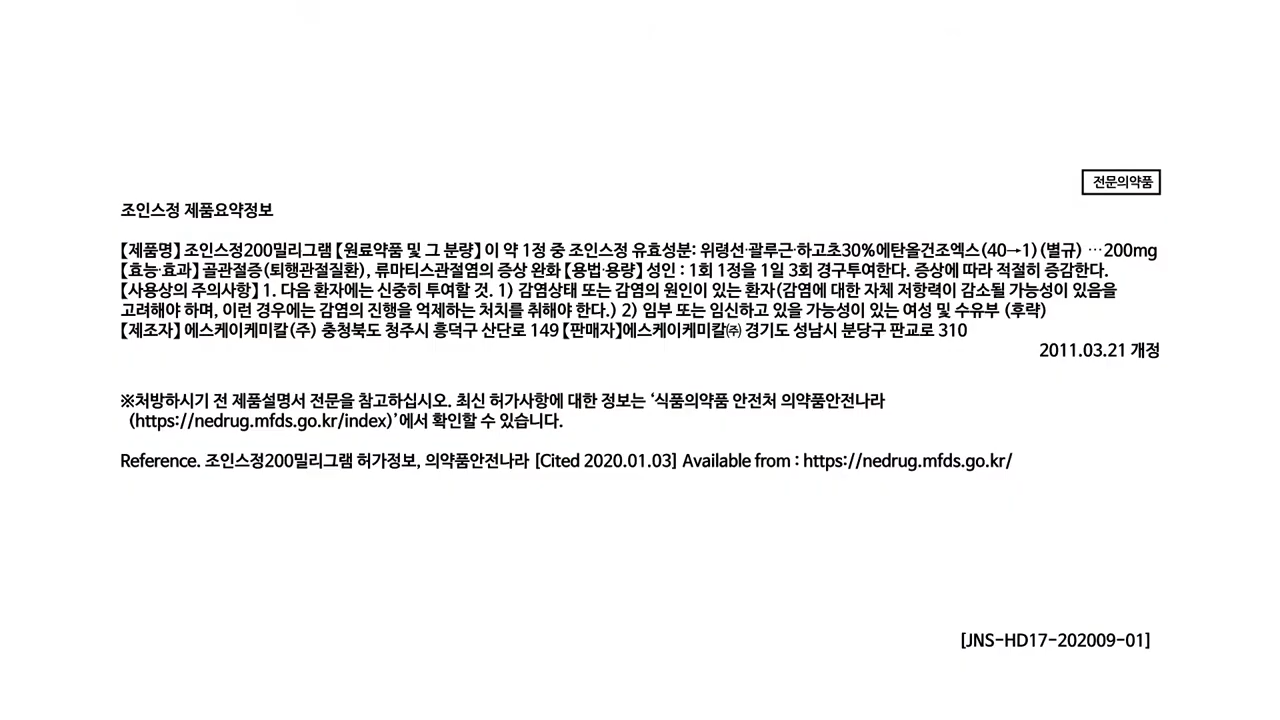 전문의약품
조인스정 제품요약정보
【제품명】 조인스정200밀리그램 【원료약품 및 그 분량】 이 약 1정 중 조인스정 유효성분: 위령선·괄루근·하고초30%에탄올건조엑스(40→1)(별규) …200mg
【효능·효과】 골관절증(퇴행관절질환), 류마티스관절염의 증상 완화 【용법·용량】 성인 : 1회 1정을 1일 3회 경구투여한다. 증상에 따라 적절히 증감한다.
【사용상의 주의사항】 1. 다음 환자에는 신중히 투여할 것. 1) 감염상태 또는 감염의 원인이 있는 환자(감염에 대한 자체 저항력이 감소될 가능성이 있음을
고려해야 하며, 이런 경우에는 감염의 진행을 억제하는 처치를 취해야 한다.) 2) 임부 또는 임신하고 있을 가능성이 있는 여성 및 수유부 (후략)
【제조자】 에스케이케미칼(주) 충청북도 청주시 흥덕구 산단로 149 【판매자】에스케이케미칼㈜ 경기도 성남시 분당구 판교로 310
2011.03.21 개정
※처방하시기 전 제품설명서 전문을 참고하십시오. 최신 허가사항에 대한 정보는 ‘식품의약품 안전처 의약품안전나라
(https://nedrug.mfds.go.kr/index)’에서 확인할 수 있습니다.
Reference. 조인스정200밀리그램 허가정보, 의약품안전나라 [Cited 2020.01.03] Available from : https://nedrug.mfds.go.kr/
[JNS-HD17-202009-01]